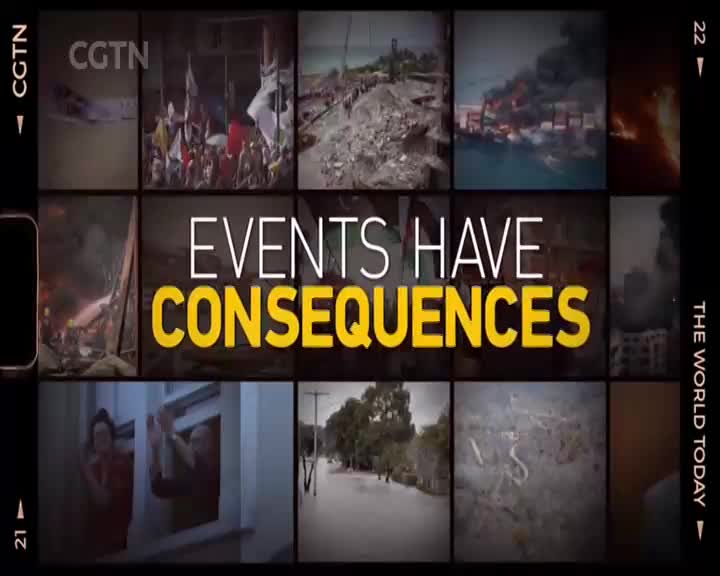 CGTN
CGTN
22
EVENTS HAVE
CONSEQUENCES
THE WORLD TODAY
21